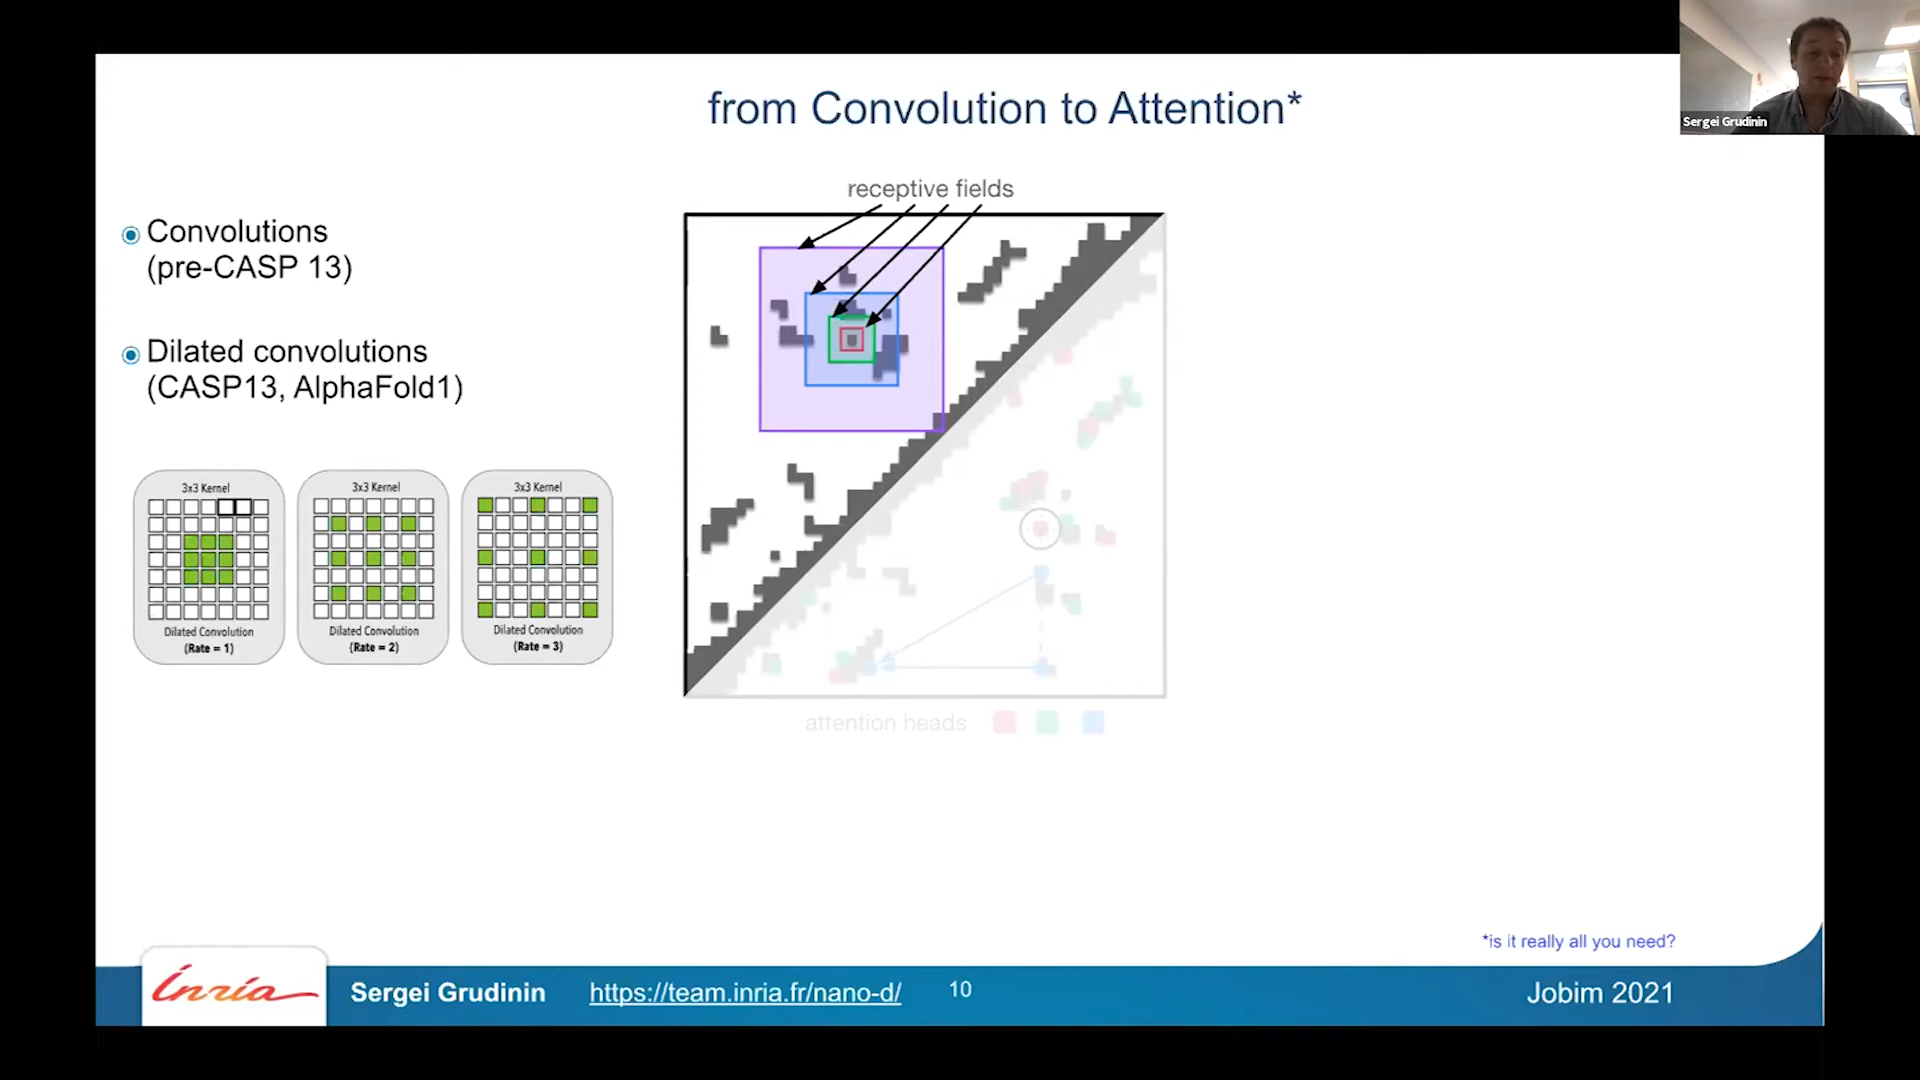 Sergei Grudinin
from Convolution to Attention*
receptive fields
Convolutions
(pre-CASP 13)
Dilated convolutions
(CASP13, AlphaFold1)
3x3 Kernel
Dilated Convolution
(Rate = 1)
3x3 Kernel
Dilated Convolution
(Rate = 2)
3x3 Kernel
Dilated Convolution
(Rate = 3)
attention heads
*is it really all you need?
Inria
Sergei Grudinin
https://team.inria.fr/nano-d/
10
Jobim 2021